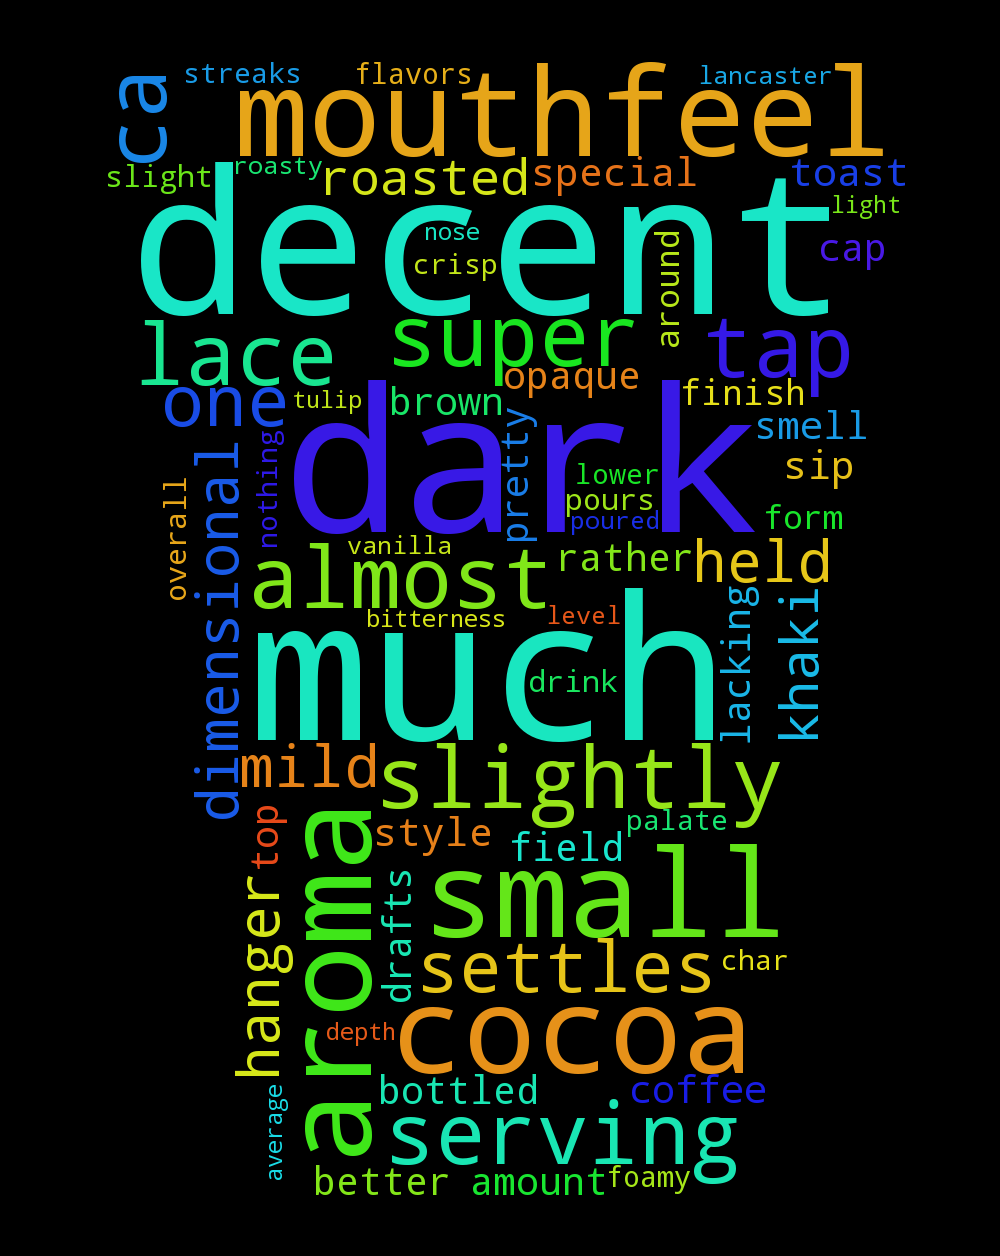 streaks
flavors
lancaster
ca
mouthfeel
slight
roasty
roasted
special
toast
light
decent
nose
crisp
around
cap
lace
super
tap
opaque
one
tulip
brown
finish
smell
dark
pretty
nothing
dimensional
overall
lower
sip
pours
poured
form
vanilla
almost
rather
held
bitterness
level
much
drink
lacking
khaki
mild
slightly
top
style
field
palate
aroma
small
hanger
drafts
settles
char
depth
cocoa
bottled
coffee
average
serving
better
amount
foamy